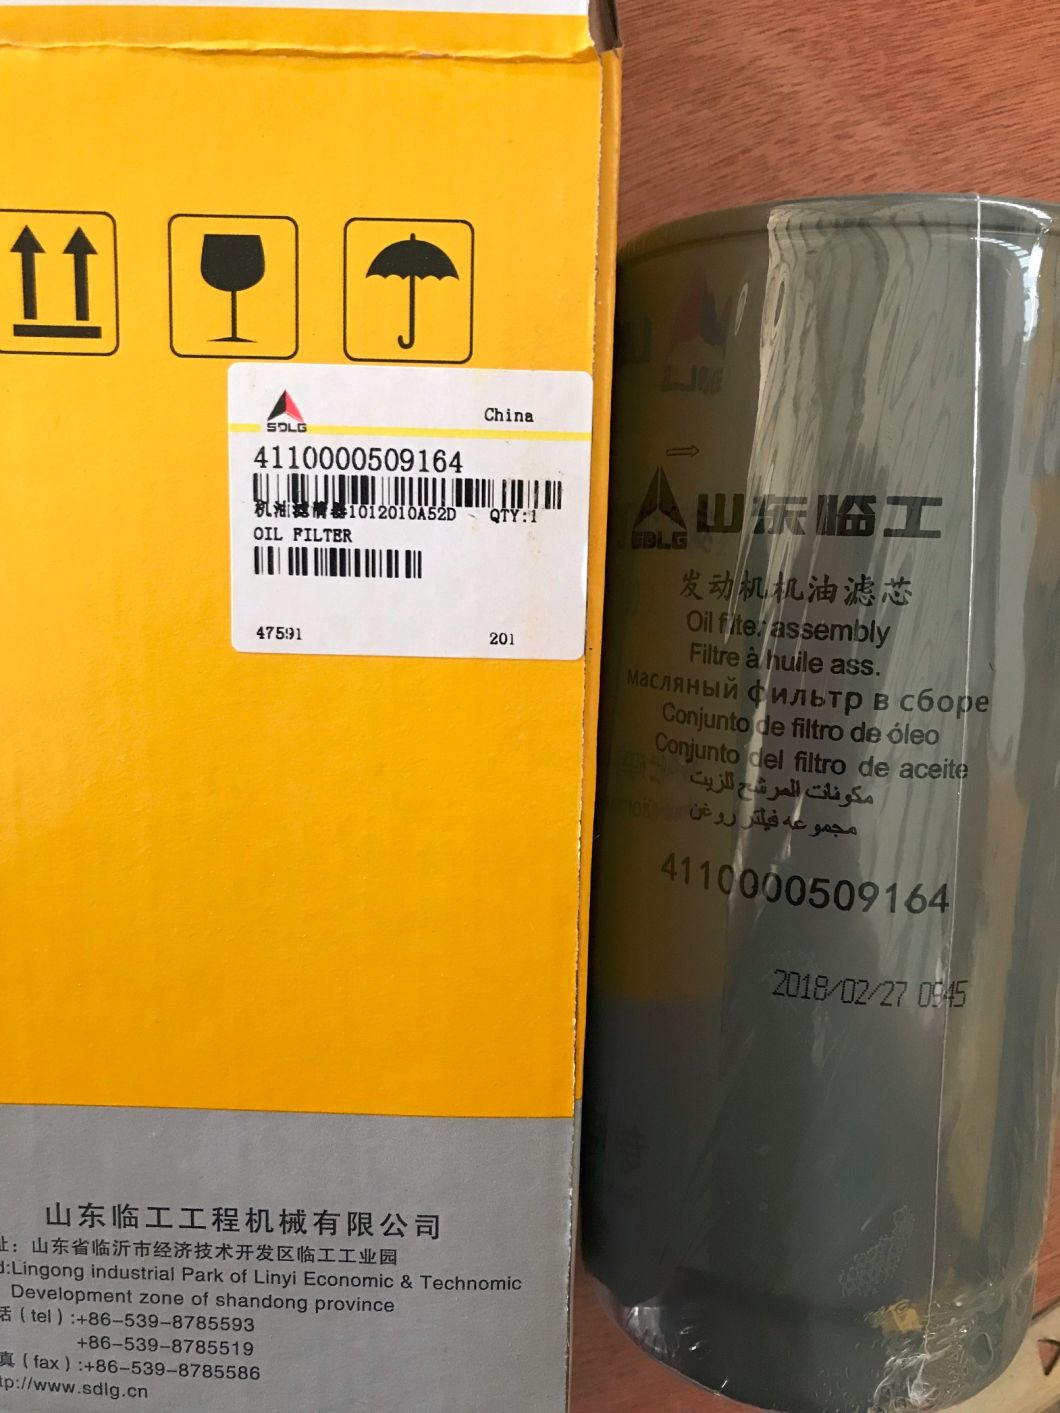 SDLG
China
4110000509164
机油滤清器1012010A52D QTY:1
OIL FILTER
47591 201
山东临工工程机械有限公司
址：山东省临沂市经济技术开发区临工工业园
d:Lingong industrial Park of Linyi Economic & Technomic
Development zone of shandong province
话（tel）:+86-539-8785593
+86-539-8785519
真（fax）:+86-539-8785586
tp://www.sdlg.cn
SDLG 山东临工
发动机机油滤芯
Oil filter assembly
Filtre à huile ass.
масляный фильтр в сборе
Conjunto de filtro de óleo
Conjunto del filtro de aceite
مكونات المرشح للزيت
مجموعه فيلتر روغن
4110000509164
2018/02/27 0945